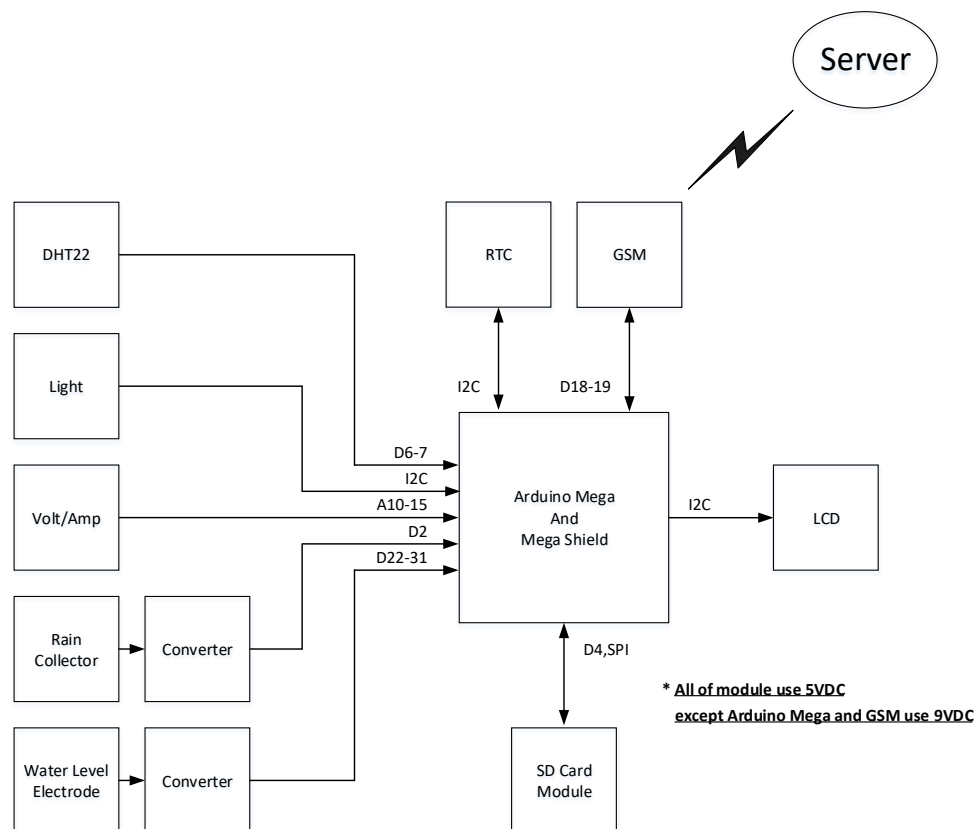 Server
DHT22
RTC
GSM
Light
I2C
D18-19
D6-7
I2C
A10-15
D2
D22-31
Volt/Amp
Arduino Mega
And
Mega Shield
I2C
LCD
Rain
Collector
Converter
D4,SPI
* All of module use 5VDC
except Arduino Mega and GSM use 9VDC
Water Level
Electrode
Converter
SD Card
Module